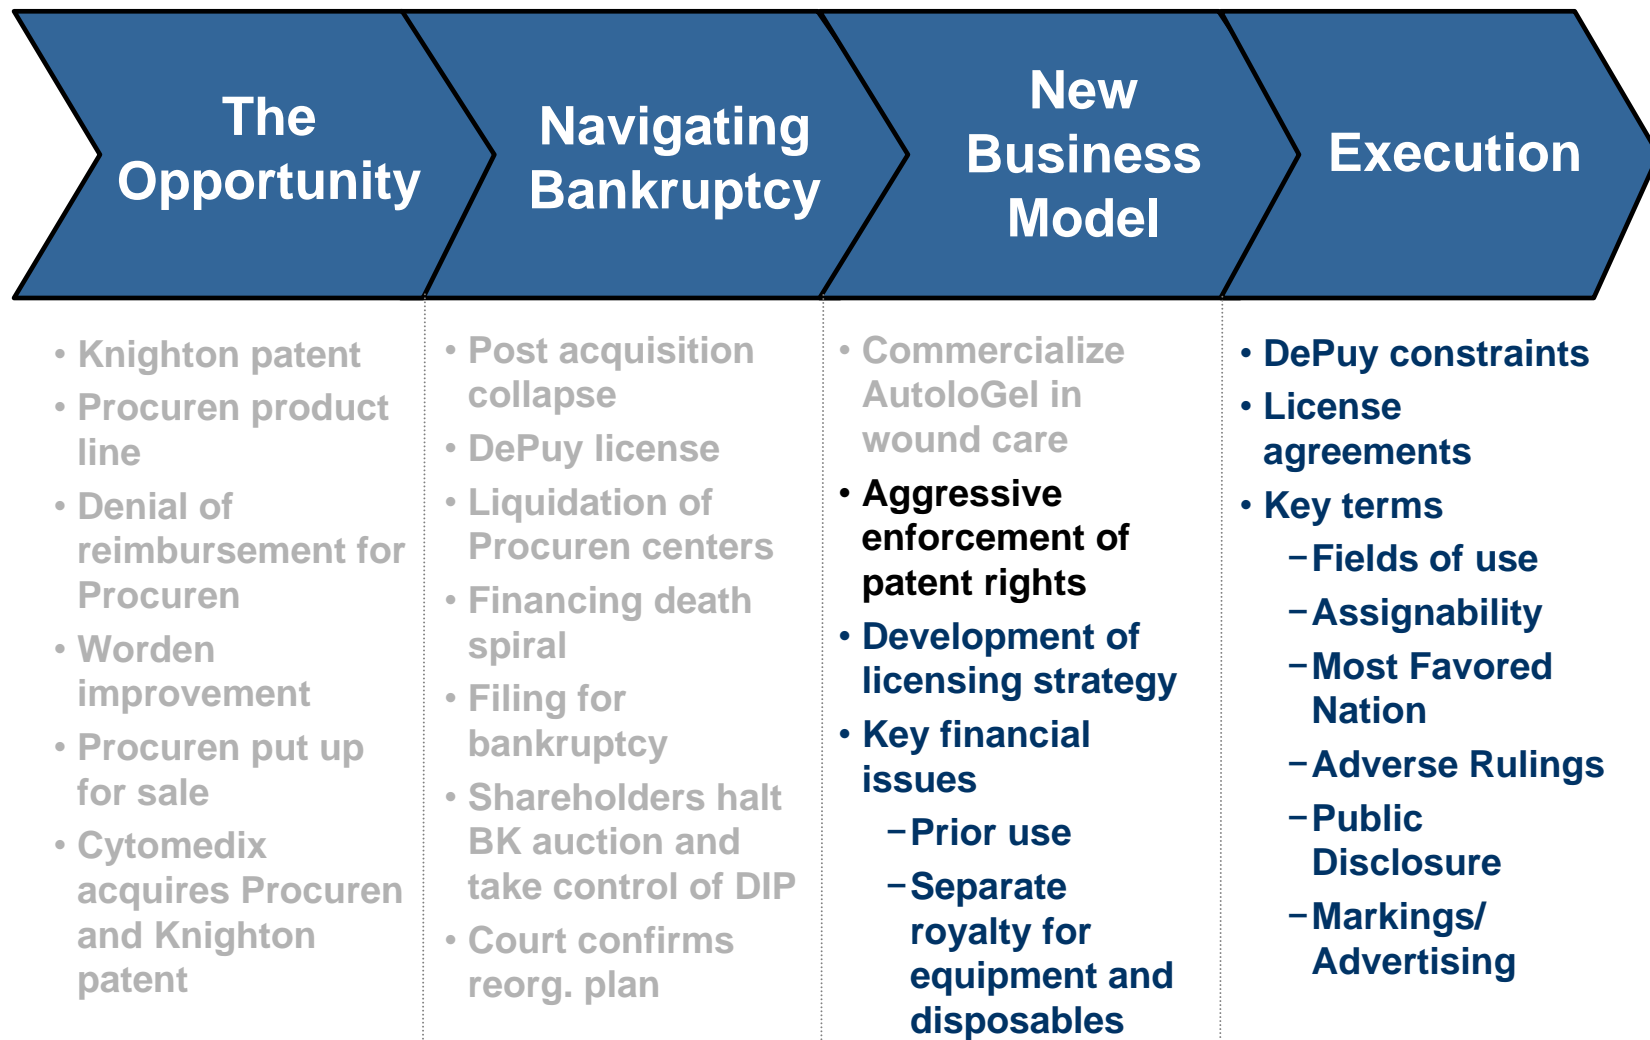 The
Opportunity
Navigating
Bankruptcy
New
Business
Model
Execution
• Knighton patent
• Procuren product
line
• Denial of
reimbursement for
Procuren
• Worden
improvement
• Procuren put up
for sale
• Cytomedix
acquires Procuren
and Knighton
patent
• Post acquisition
collapse
• DePuy license
• Liquidation of
Procuren centers
• Financing death
spiral
• Filing for
bankruptcy
• Shareholders halt
BK auction and
take control of DIP
• Court confirms
reorg. plan
• Commercialize
AutoloGel in
wound care
• Aggressive
enforcement of
patent rights
• Development of
licensing strategy
• Key financial
issues
–Prior use
–Separate
royalty for
equipment and
disposables
• DePuy constraints
• License
agreements
• Key terms
–Fields of use
–Assignability
–Most Favored
Nation
–Adverse Rulings
–Public
Disclosure
–Markings/
Advertising